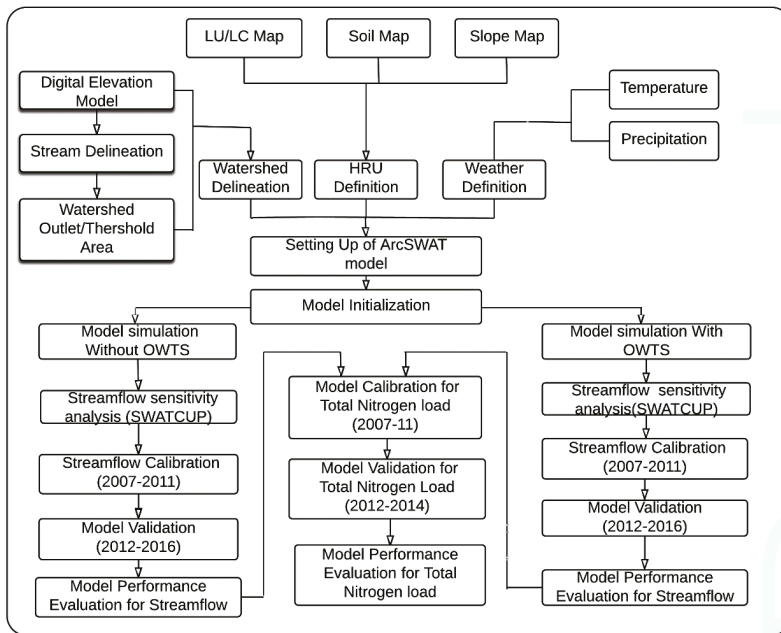 LU/LC Map
Soil Map
Slope Map
Digital Elevation
Model
Stream Delineation
Watershed
Outlet/Thershold
Area
Temperature
Precipitation
Watershed
Delineation
HRU
Definition
Weather
Definition
Setting Up of ArcSWAT
model
Model Initialization
Model simulation
Without OWTS
Streamflow sensitivity
analysis (SWATCUP)
Streamflow Calibration
(2007-2011)
Model Validation
(2012-2016)
Model Performance
Evaluation for Streamflow
Model Calibration for
Total Nitrogen load
(2007-11)
Model Validation for
Total Nitrogen Load
(2012-2014)
Model Performance
Evaluation for Total
Nitrogen load
Model simulation With
OWTS
Streamflow sensitivity
analysis(SWATCUP)
Streamflow Calibration
(2007-2011)
Model Validation
(2012-2016)
Model Performance
Evaluation for Streamflow